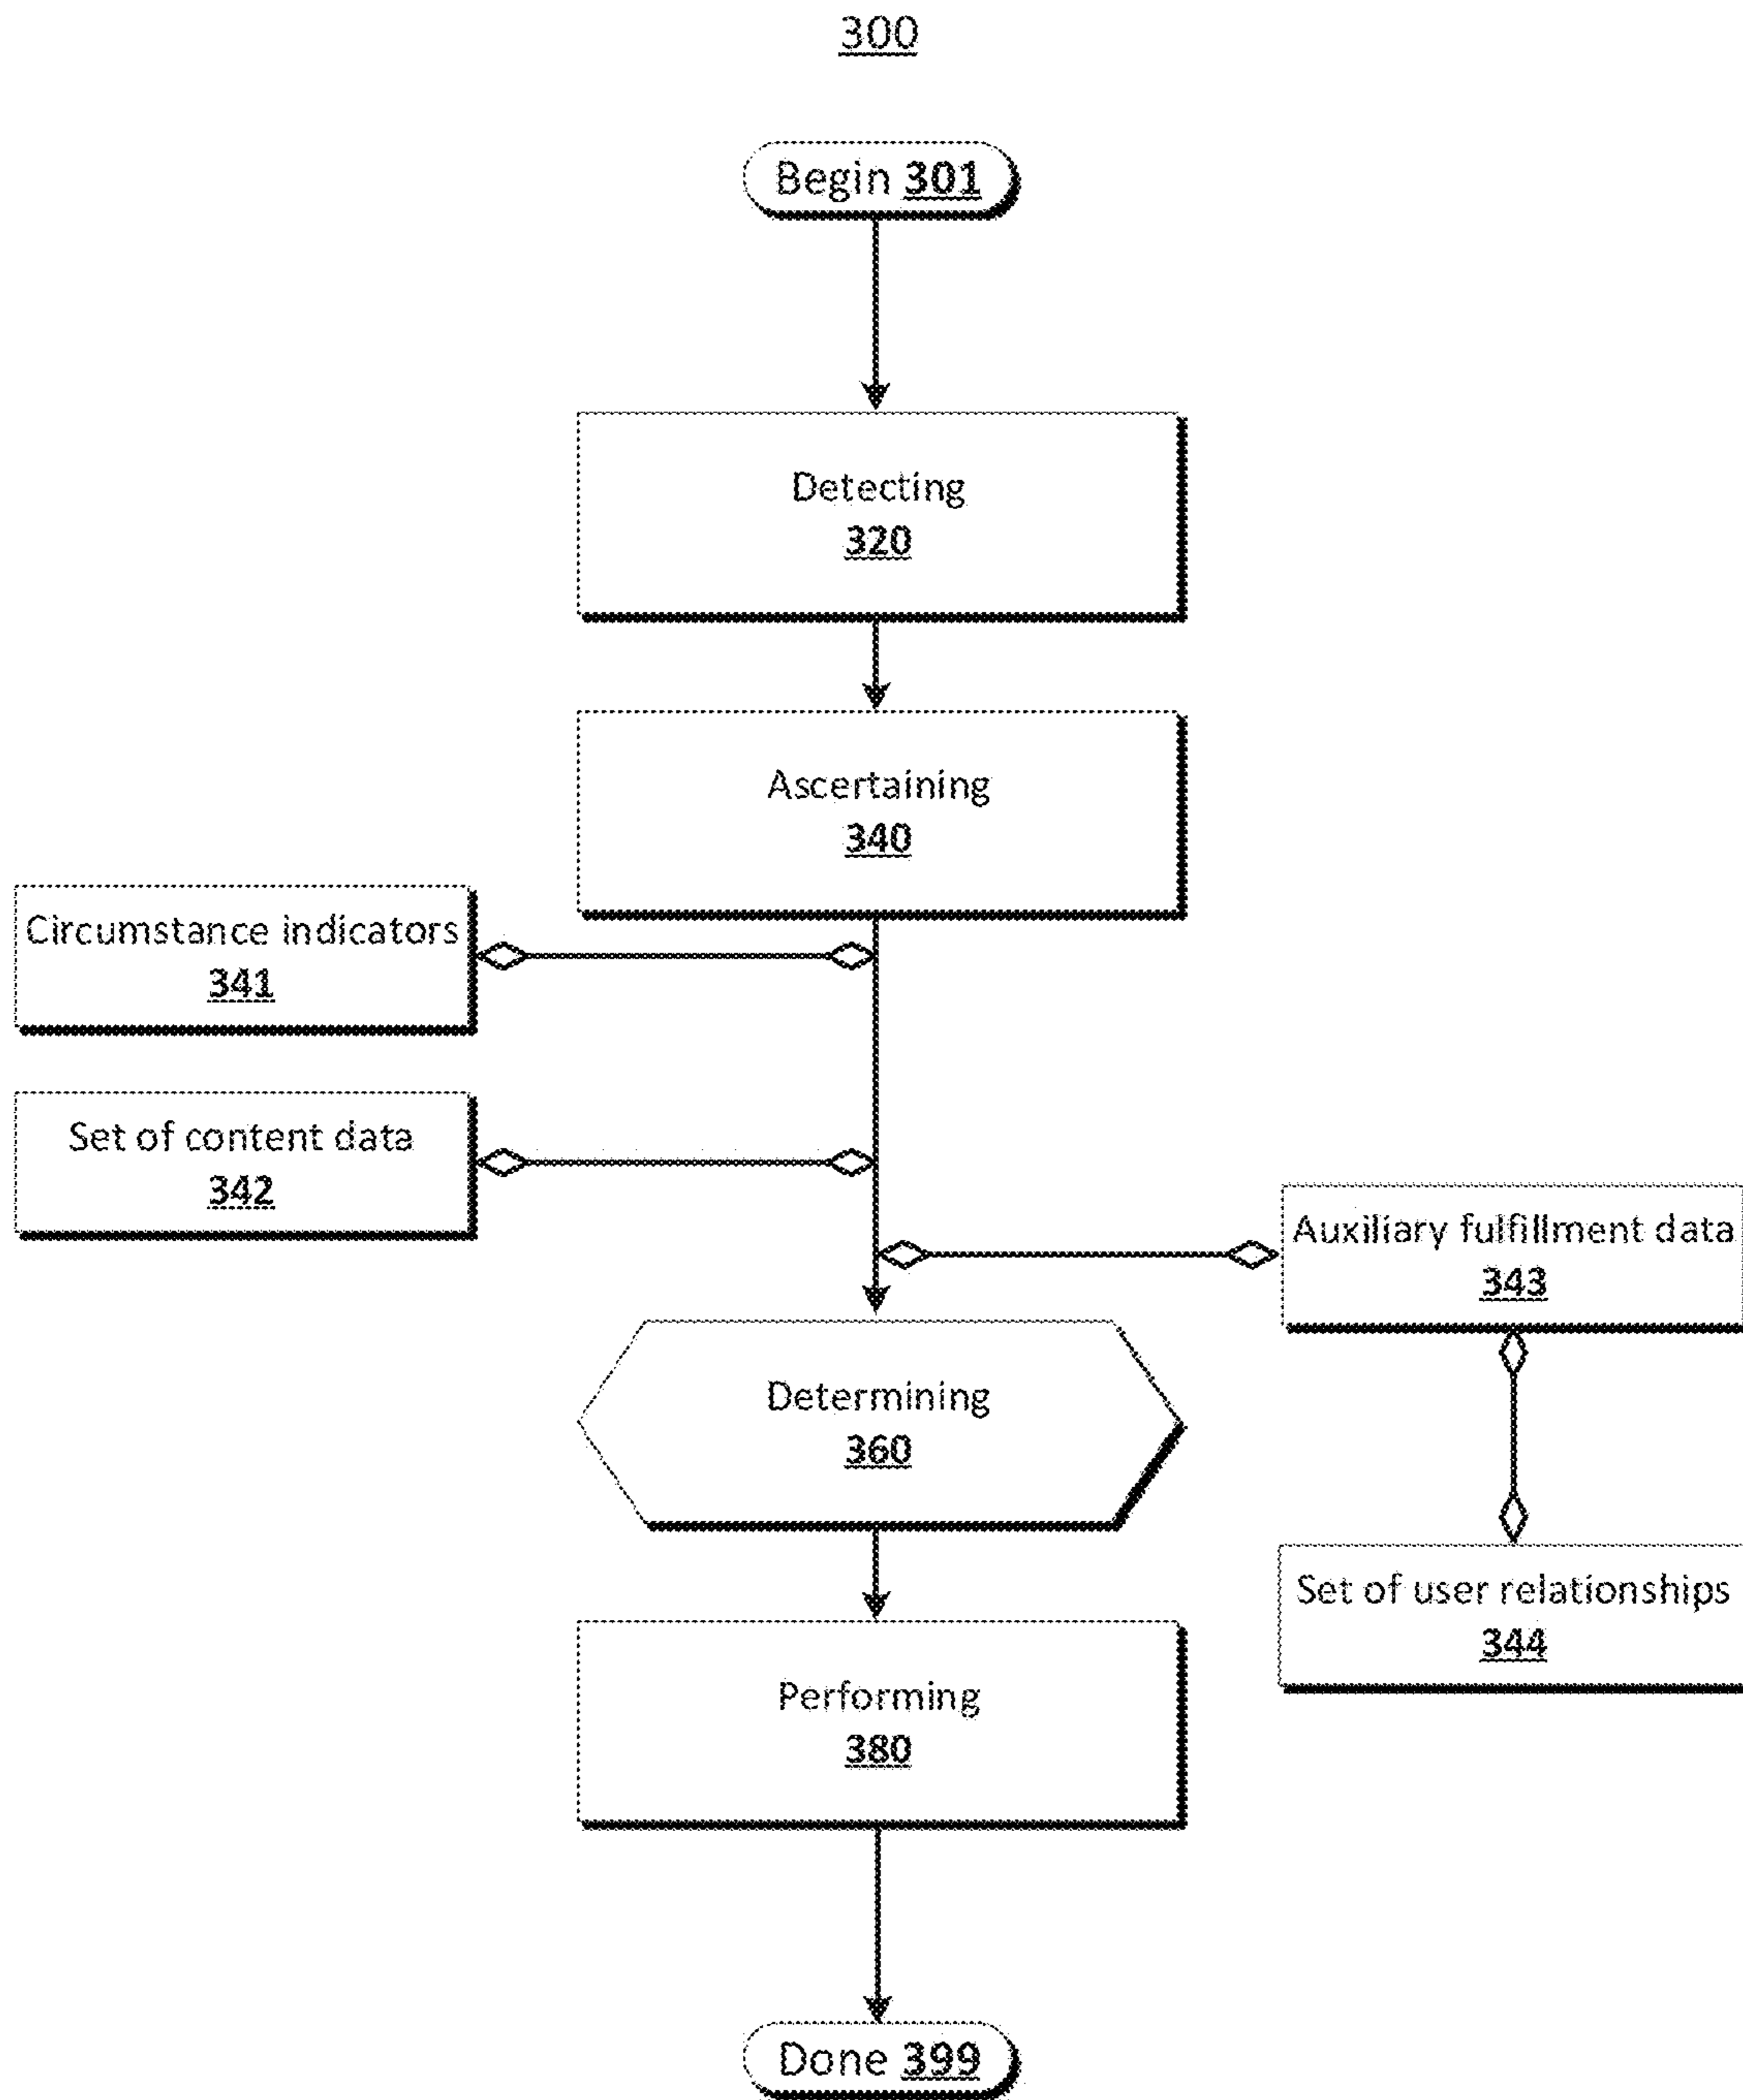 300
Begin 301
Detecting
320
Ascertaining
340
Circumstance indicators
341
Set of content data
342
Auxiliary fulfillment data
343
Determining
360
Set of user relationships
344
Performing
380
Done 399